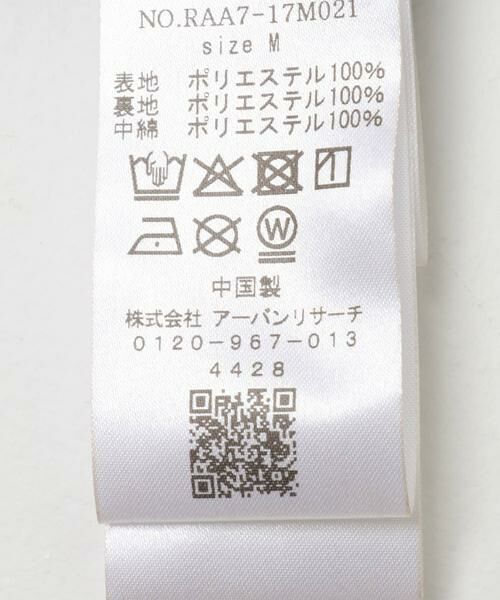 NO.RAA7-17M021
size M
表地 ポリエステル100%
裏地 ポリエステル100%
中綿 ポリエステル100%
W
中国製
株式会社 アーバンリサーチ
0120-967-013
4428